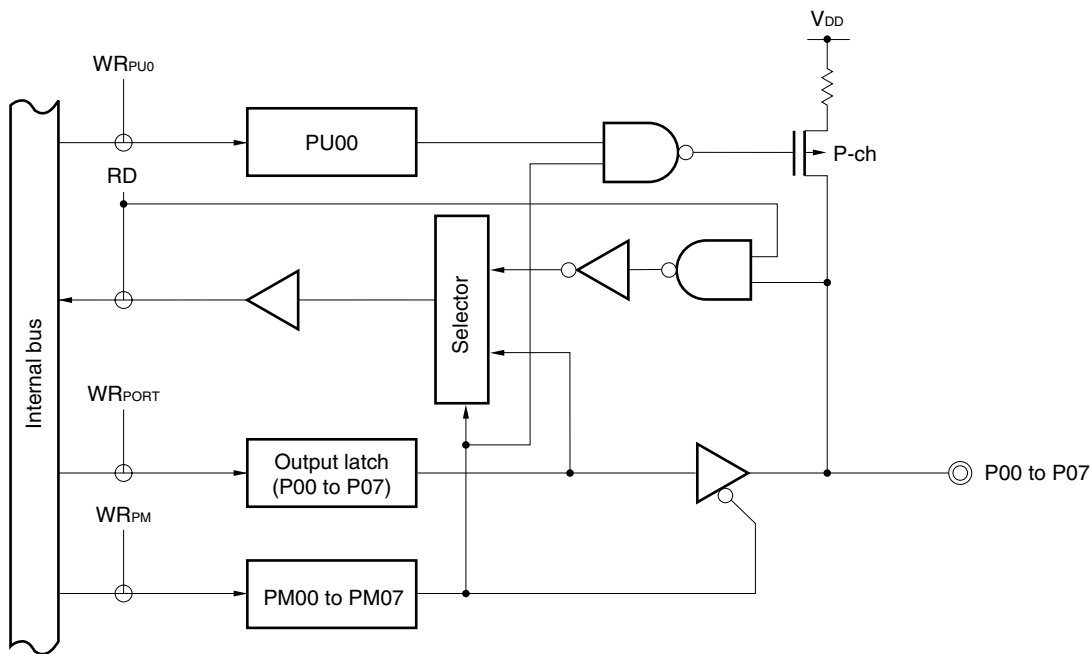 VDD
WRPU0
PU00
P-ch
RD
Selector
Internal bus
WRPORT
Output latch
(P00 to P07)
P00 to P07
WRPM
PM00 to PM07